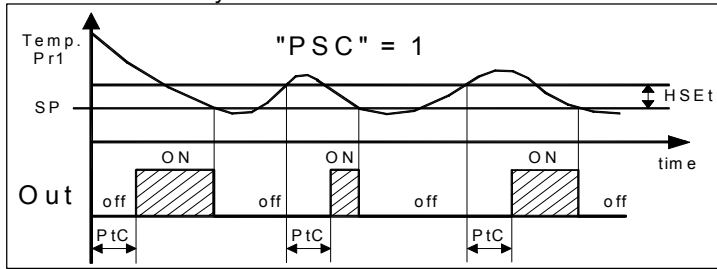 Temp.
Pr1
"PSC" = 1
HSEt
SP
time
ON
ON
ON
Out
off
off
off
off
PtC
PtC
PtC